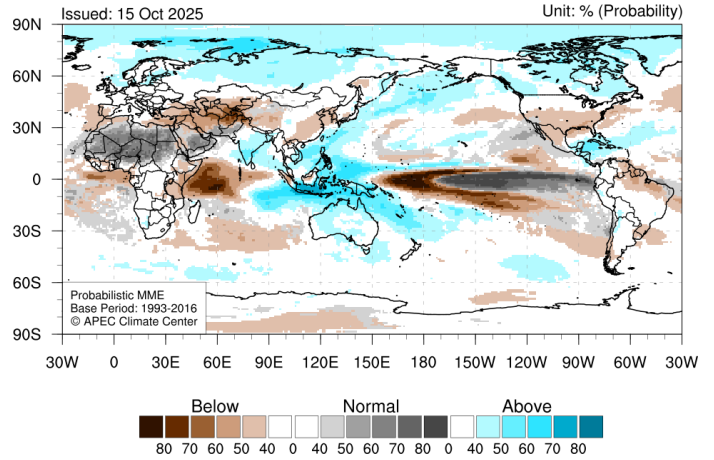 Issued: 15 Oct 2025
Unit: % (Probability)
90N
60N
30N
0
30S
60S
90S
Probabilistic MME
Base Period: 1993-2016
© APEC Climate Center
30W 0 30E 60E 90E 120E 150E 180 150W 120W 90W 60W 30W
Below Normal Above
80 70 60 50 40 0 40 50 60 70 80 0 40 50 60 70 80